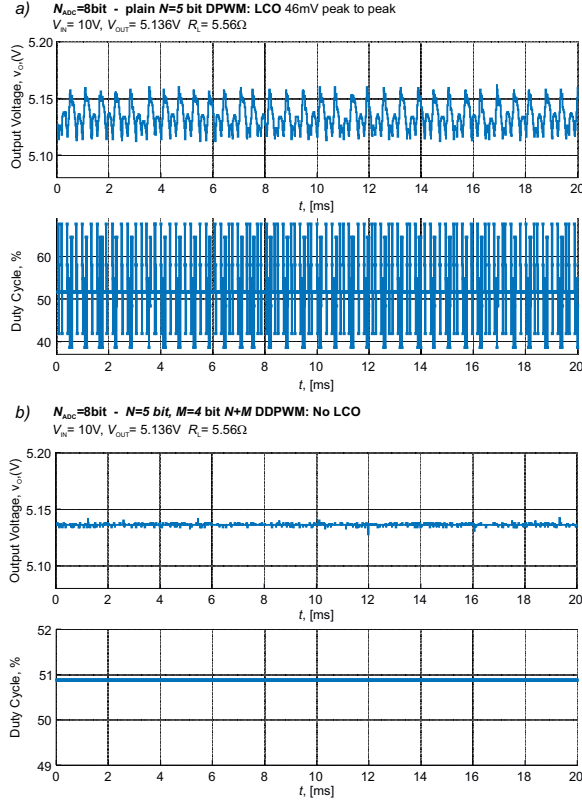 a) N_ADC=8bit - plain N=5 bit DPWM: LCO 46mV peak to peak
V_IN= 10V, V_OUT= 5.136V R_L= 5.56Ω
5.20
5.15
5.10
Output Voltage, v_O,(V)
0 2 4 6 8 10 12 14 16 18 20
t, [ms]
60
50
40
Duty Cycle, %
0 2 4 6 8 10 12 14 16 18 20
t, [ms]
b) N_ADC=8bit - N=5 bit, M=4 bit N+M DDPWM: No LCO
V_IN= 10V, V_OUT= 5.136V R_L= 5.56Ω
5.20
5.15
5.10
Output Voltage, v_O,(V)
0 2 4 6 8 10 12 14 16 18 20
t, [ms]
52
51
50
49
Duty Cycle, %
0 2 4 6 8 10 12 14 16 18 20
t, [ms]